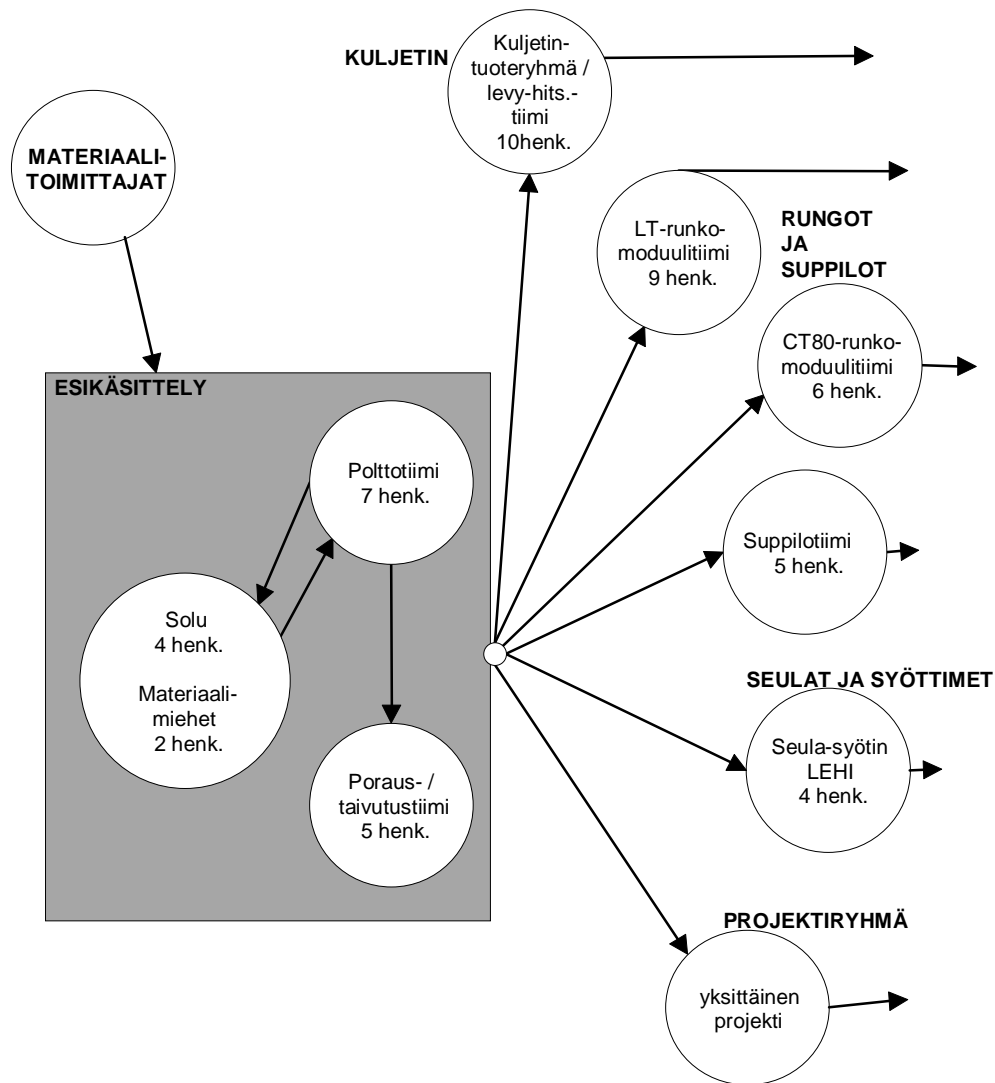 KULJETIN
Kuljetin-
tuoteryhmä /
levy-hits.-
tiimi
10henk.
MATERIAALI-
TOIMITTAJAT
LT-runko-
moduulitiimi
9 henk.
RUNGOT
JA
SUPPILOT
CT80-runko-
moduulitiimi
6 henk.
ESIKÄSITTELY
Polttotiimi
7 henk.
Suppilotiimi
5 henk.
Solu
4 henk.
Materiaali-
miehet
2 henk.
SEULAT JA SYÖTTIMET
Seula-syötin
LEHI
4 henk.
Poraus- /
taivutustiimi
5 henk.
PROJEKTIRYHMÄ
yksittäinen
projekti